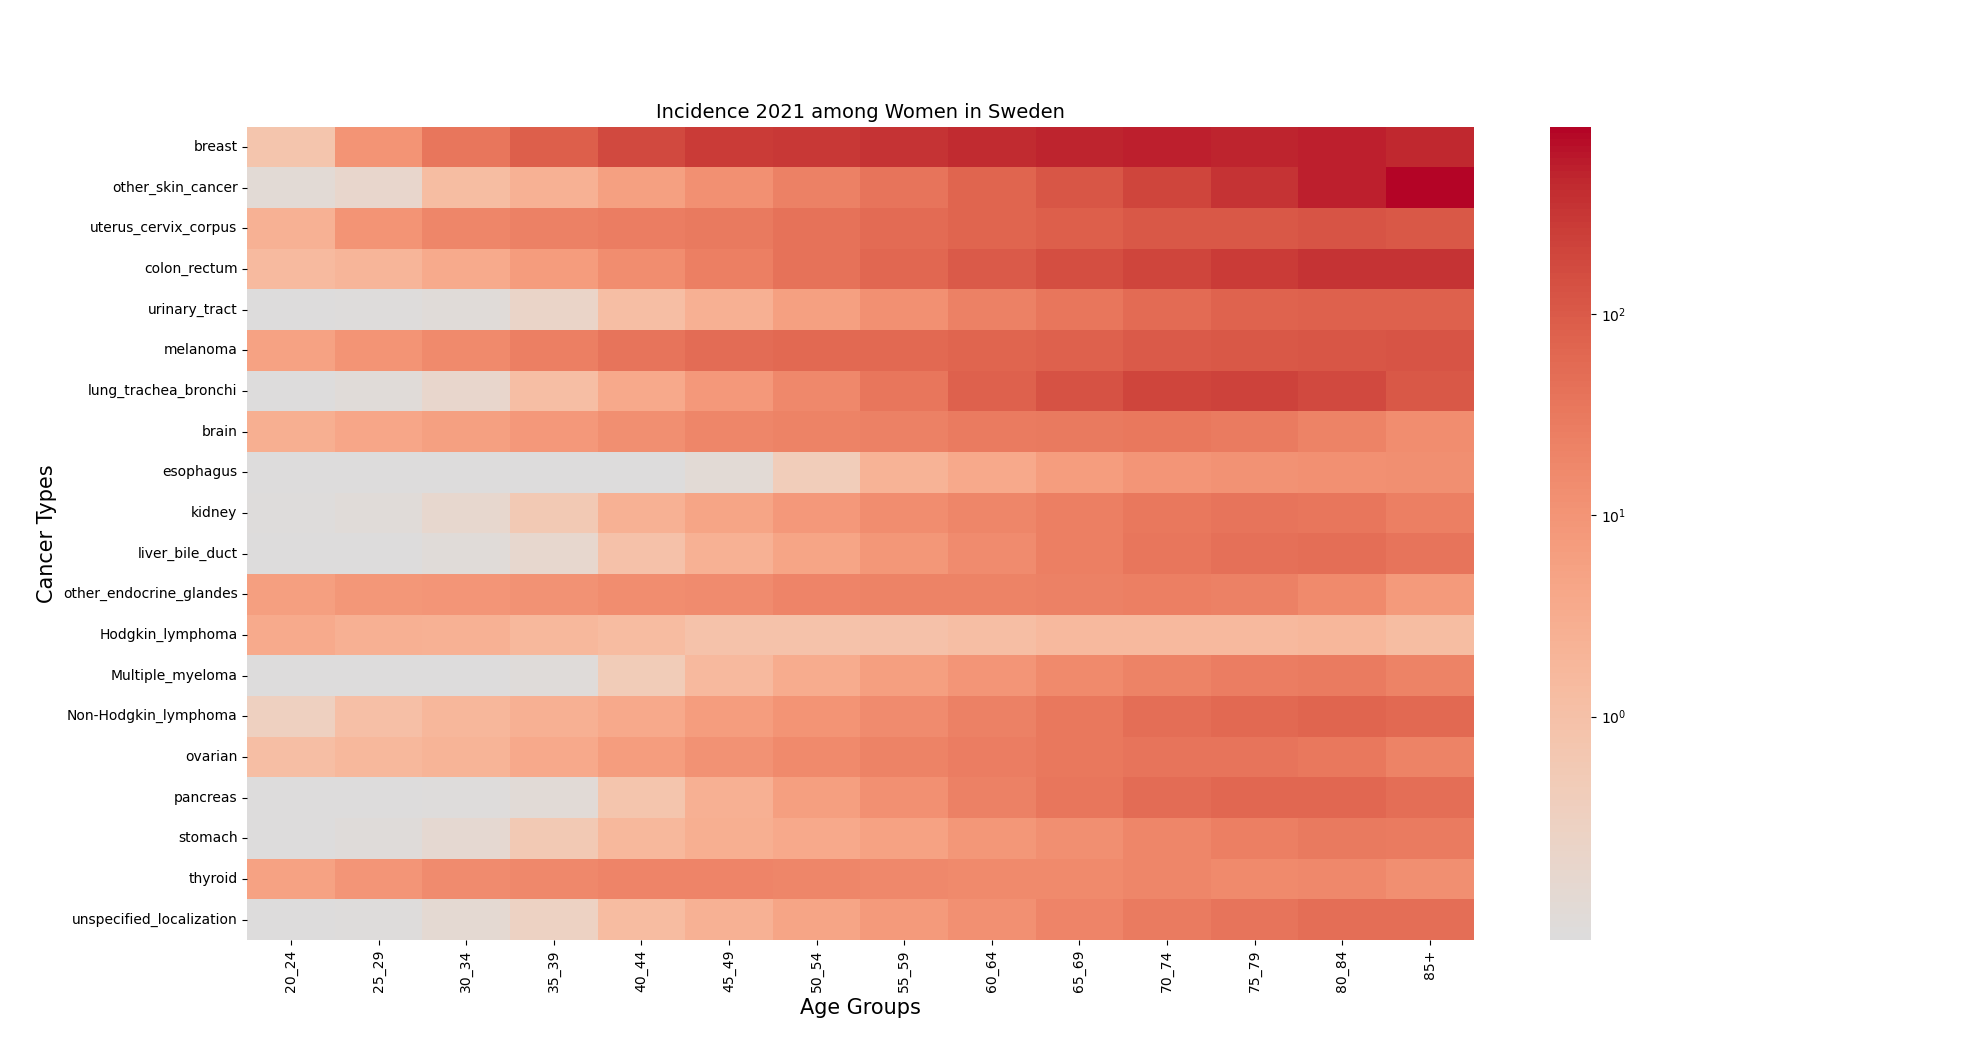 Incidence 2021 among Women in Sweden
breast
other_skin_cancer
uterus_cervix_corpus
colon_rectum
urinary_tract
melanoma
lung_trachea_bronchi
brain
esophagus
kidney
liver_bile_duct
other_endocrine_glandes
Hodgkin_lymphoma
Multiple_myeloma
Non-Hodgkin_lymphoma
ovarian
pancreas
stomach
thyroid
unspecified_localization
Cancer Types
20_24 25_29 30_34 35_39 40_44 45_49 50_54 55_59 60_64 65_69 70_74 75_79 80_84 85+
Age Groups
10²
10¹
10⁰